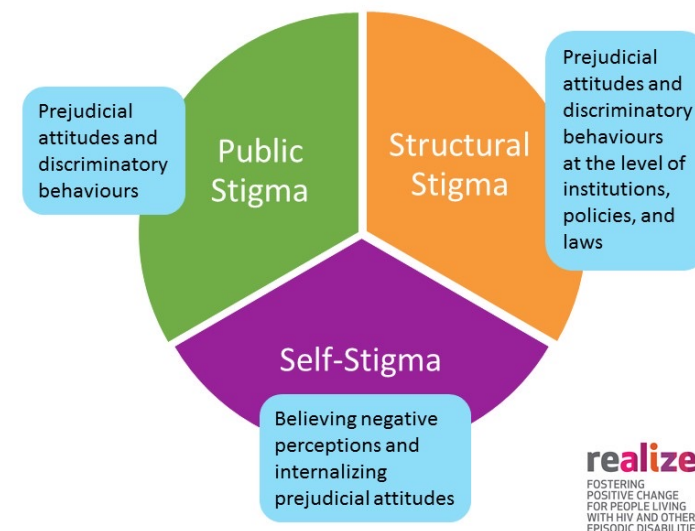 Prejudicial
attitudes and
discriminatory
behaviours
Public
Stigma
Structural
Stigma
Prejudicial
attitudes and
discriminatory
behaviours
at the level of
institutions,
policies, and
laws
Self-Stigma
Believing negative
perceptions and
internalizing
prejudicial attitudes
realize
FOSTERING
POSITIVE CHANGE
FOR PEOPLE LIVING
WITH HIV AND OTHER
EPISODIC DISABILITIE